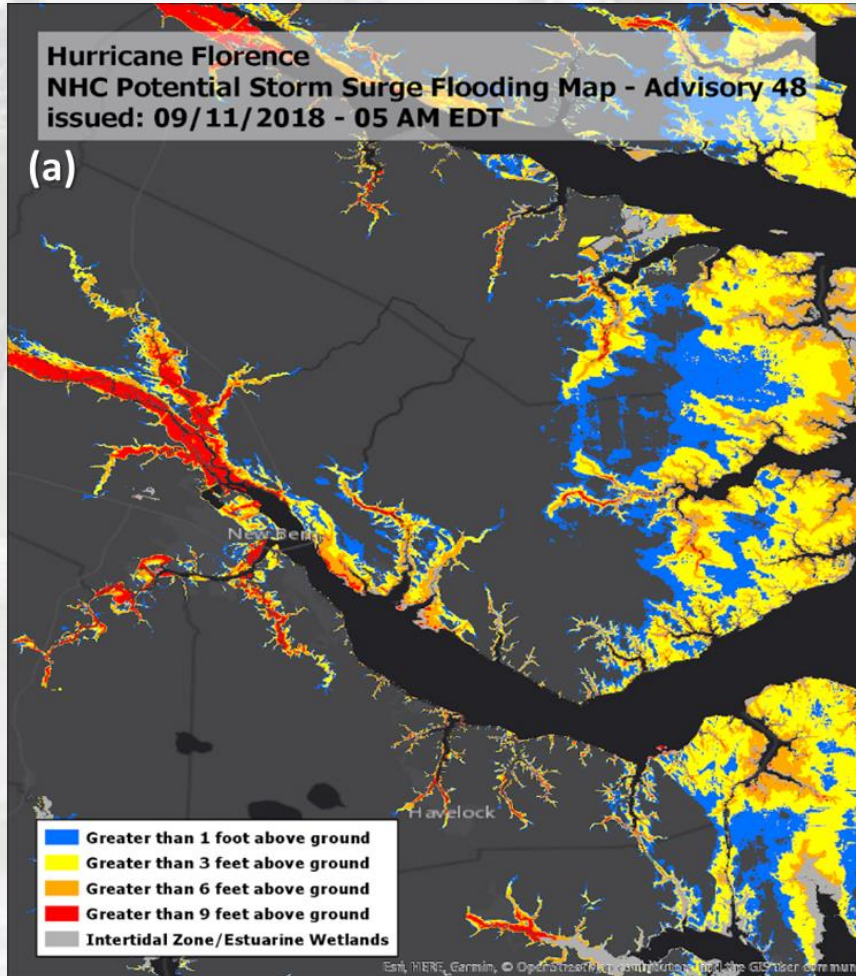 Hurricane Florence
NHC Potential Storm Surge Flooding Map - Advisory 48
issued: 09/11/2018 - 05 AM EDT
(a)
New Bern
Havelock
Greater than 1 foot above ground
Greater than 3 feet above ground
Greater than 6 feet above ground
Greater than 9 feet above ground
Intertidal Zone/Estuarine Wetlands
Esri, HERE, Garmin, © OpenStreetMap contributors, and the GIS user commun